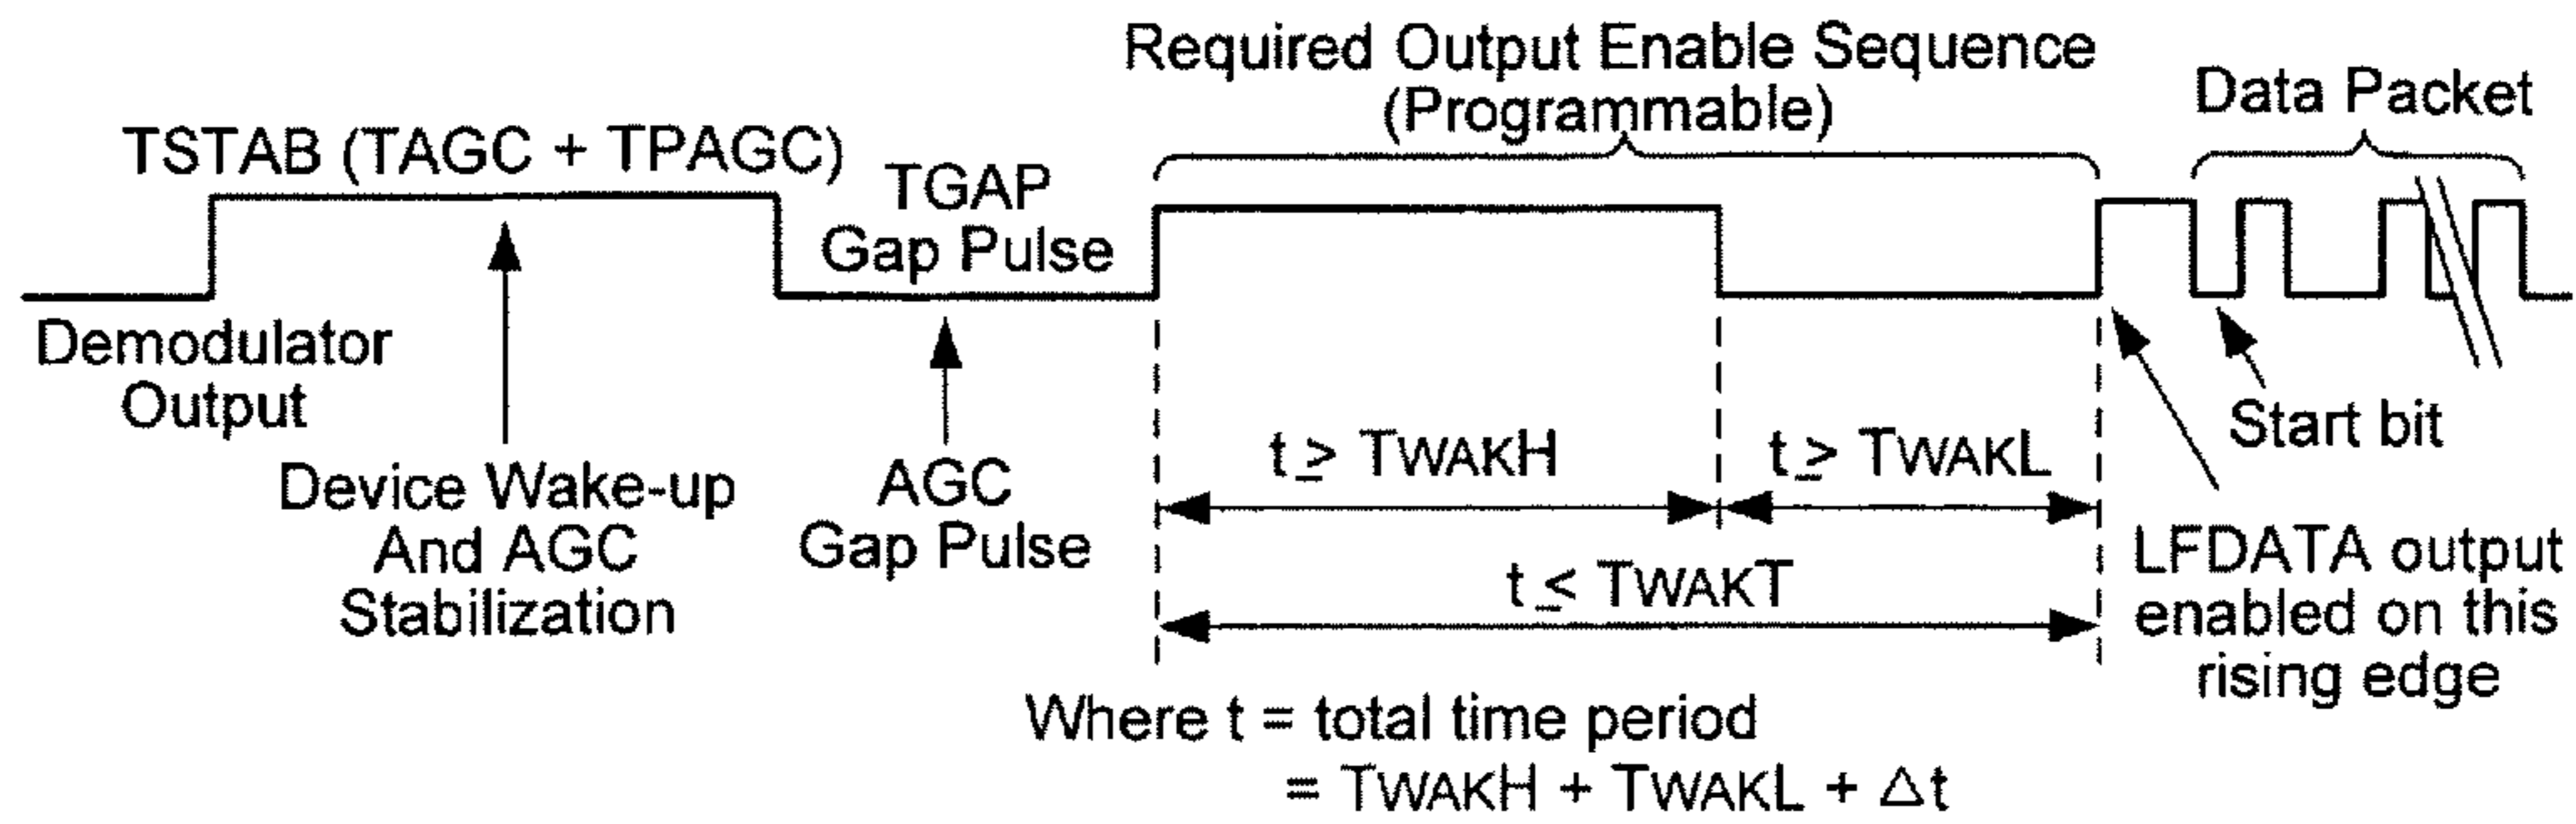 Required Output Enable Sequence
(Programmable)
Data Packet
TSTAB (TAGC + TPAGC)
TGAP
Gap Pulse
Demodulator
Output
Device Wake-up
And AGC
Stabilization
AGC
Gap Pulse
t ≥ TWAKH
t ≥ TWAKL
t ≤ TWAKT
Start bit
LFDATA output
enabled on this
rising edge
Where t = total time period
= TWAKH + TWAKL + △t